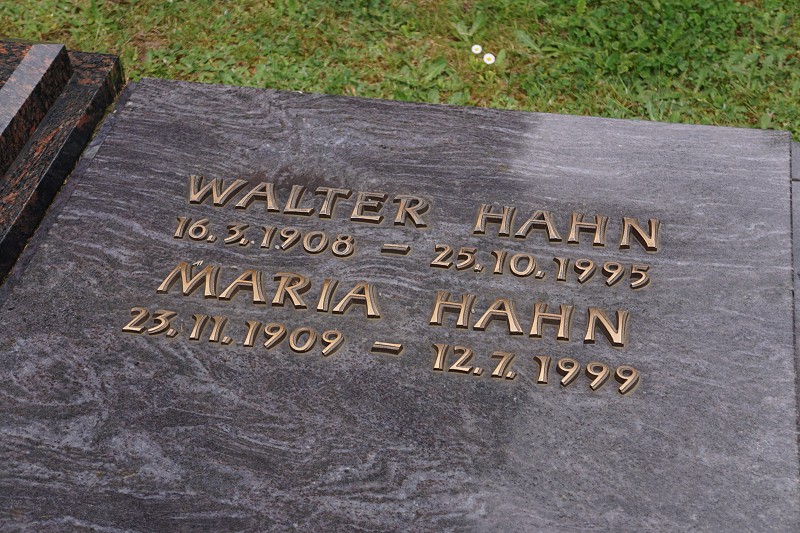 WALTER HAHN
16.3.1908 – 25.10.1995
MARIA HAHN
23.11.1909 – 12.7.1999